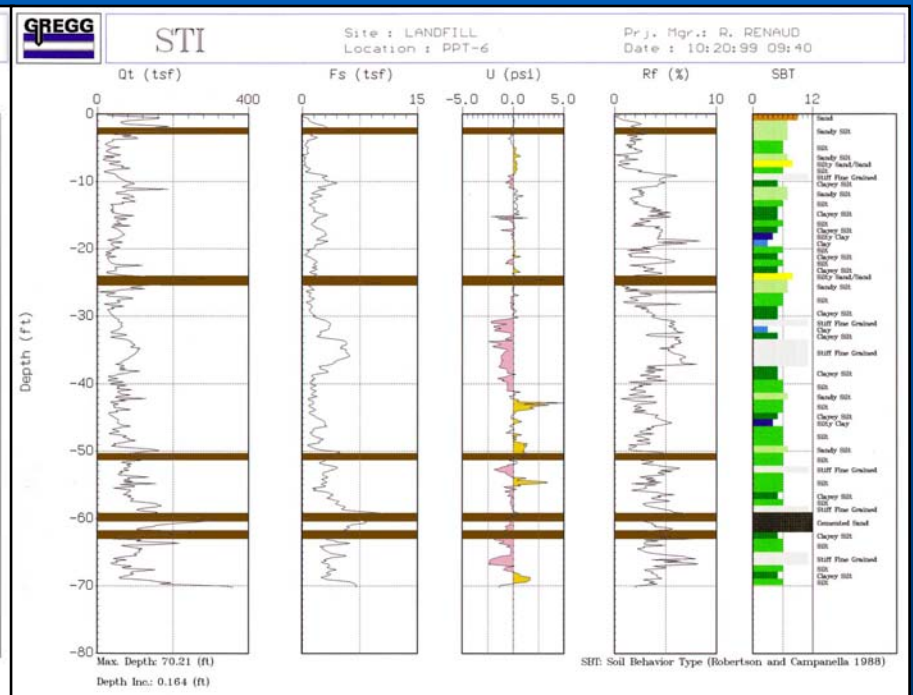 GREGG
STI
Site : LANDFILL
Location : PPT-6
Prj. Mgr.: R. RENAUD
Date : 10:20:99 09:40
Qt (tsf)
Fs (tsf)
U (psi)
Rf (%)
SBT
0 400
0 15
-5.0 0.0 5.0
0 10
0 12
Depth (ft)
0
-10
-20
-30
-40
-50
-60
-70
-80
Sand
Sandy Silt
Silt
Sandy Silt
Silty Sand/Sand
Silt
Stiff Fine Grained
Clayey Silt
Sandy Silt
Silt
Clayey Silt
Silt
Clayey Silt
Silty Clay
Clay
Silt
Clayey Silt
Silt
Clayey Silt
Silty Sand/Sand
Sandy Silt
Silt
Clayey Silt
Stiff Fine Grained
Clay
Clayey Silt
Stiff Fine Grained
Clayey Silt
Silt
Sandy Silt
Silt
Clayey Silt
Silty Clay
Silt
Sandy Silt
Silt
Stiff Fine Grained
Silt
Clayey Silt
Silt
Stiff Fine Grained
Cemented Sand
Clayey Silt
Silt
Stiff Fine Grained
Silt
Clayey Silt
Silt
Max. Depth: 70.21 (ft)
Depth Inc.: 0.164 (ft)
SBT: Soil Behavior Type (Robertson and Campanella 1988)